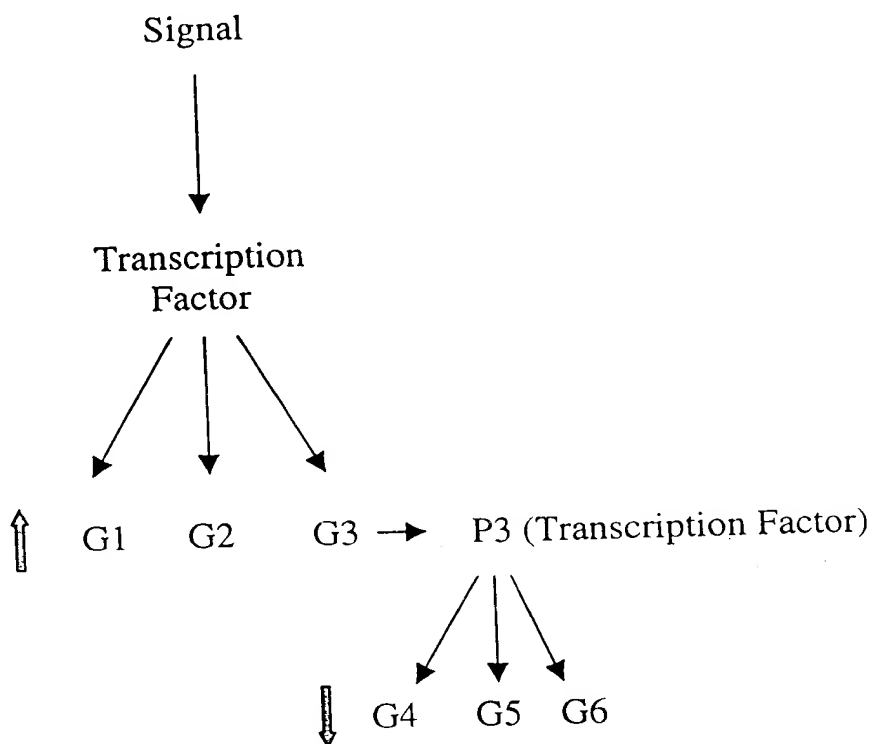 Signal
Transcription
Factor
G1 G2 G3 P3 (Transcription Factor)
G4 G5 G6